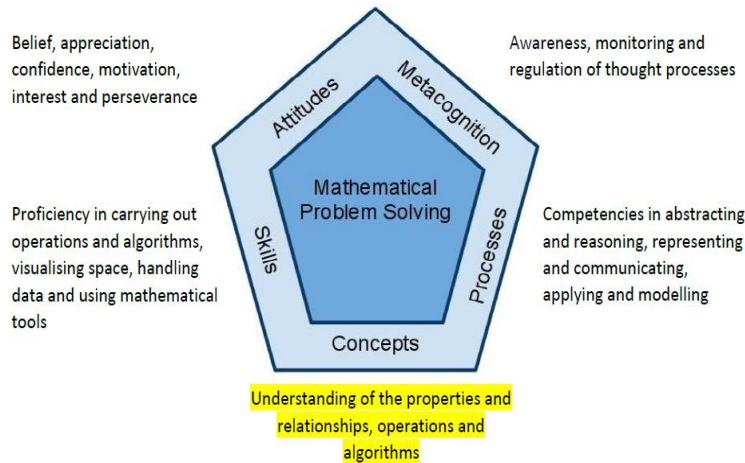 Belief, appreciation,
confidence, motivation,
interest and perseverance
Awareness, monitoring and
regulation of thought processes
Attitudes
Metacognition
Mathematical
Problem Solving
Proficiency in carrying out
operations and algorithms,
visualising space, handling
data and using mathematical
tools
Skills
Processes
Competencies in abstracting
and reasoning, representing
and communicating,
applying and modelling
Concepts
Understanding of the properties and
relationships, operations and
algorithms